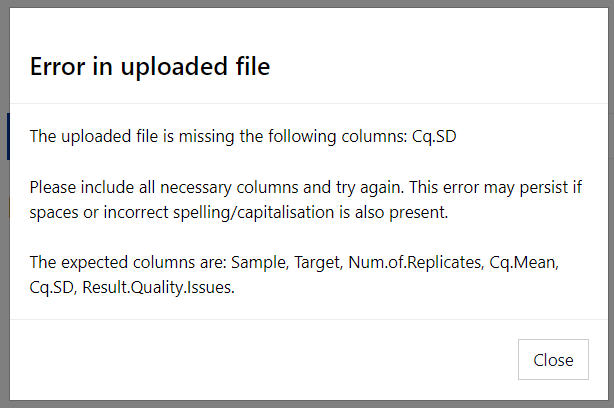 Error in uploaded file
The uploaded file is missing the following columns: Cq.SD
Please include all necessary columns and try again. This error may persist if
spaces or incorrect spelling/capitalisation is also present.
The expected columns are: Sample, Target, Num.of.Replicates, Cq.Mean,
Cq.SD, Result.Quality.Issues.
Close